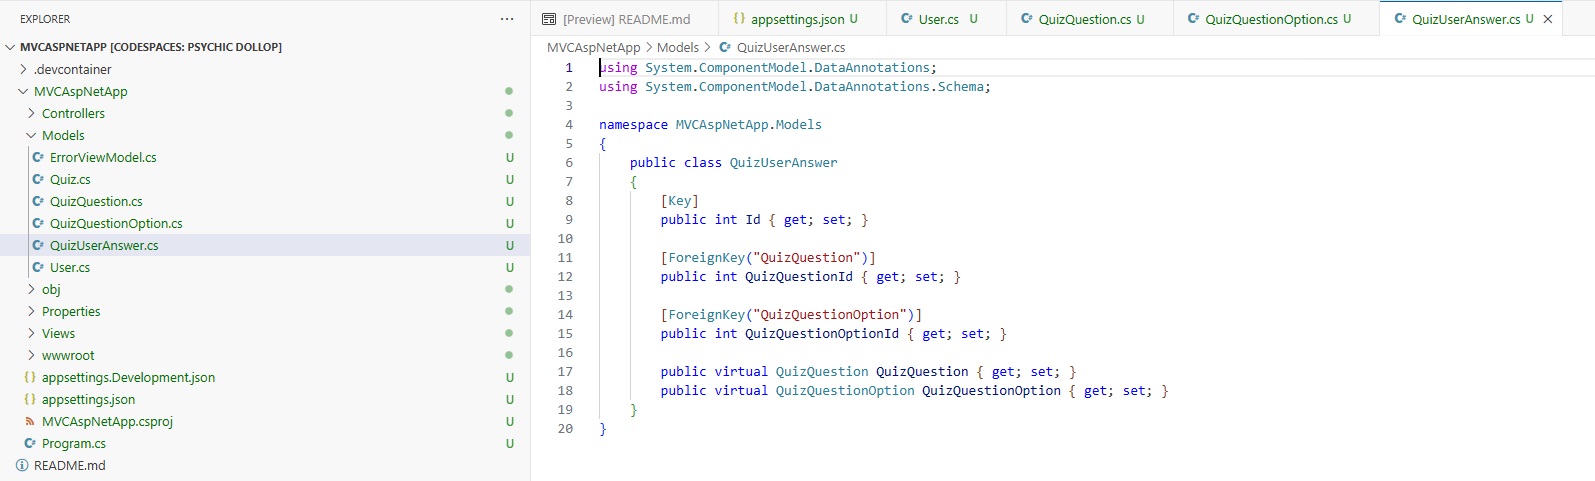 EXPLORER
MVCASPNETAPP [CODESPACES: PSYCHIC DOLLOP]
.devcontainer
MVCAspNetApp
Controllers
Models
ErrorViewModel.cs U
Quiz.cs U
QuizQuestion.cs U
QuizQuestionOption.cs U
QuizUserAnswer.cs U
User.cs U
obj
Properties
Views
wwwroot
appsettings.Development.json U
appsettings.json U
MVCAspNetApp.csproj U
Program.cs U
README.md
[Preview] README.md
appsettings.json U
User.cs U
QuizQuestion.cs U
QuizQuestionOption.cs U
QuizUserAnswer.cs U
MVCAspNetApp > Models > QuizUserAnswer.cs
1 using System.ComponentModel.DataAnnotations;
2 using System.ComponentModel.DataAnnotations.Schema;
3
4 namespace MVCAspNetApp.Models
5 {
6 public class QuizUserAnswer
7 {
8 [Key]
9 public int Id { get; set; }
10
11 [ForeignKey("QuizQuestion")]
12 public int QuizQuestionId { get; set; }
13
14 [ForeignKey("QuizQuestionOption")]
15 public int QuizQuestionOptionId { get; set; }
16
17 public virtual QuizQuestion QuizQuestion { get; set; }
18 public virtual QuizQuestionOption QuizQuestionOption { get; set; }
19 }
20 }